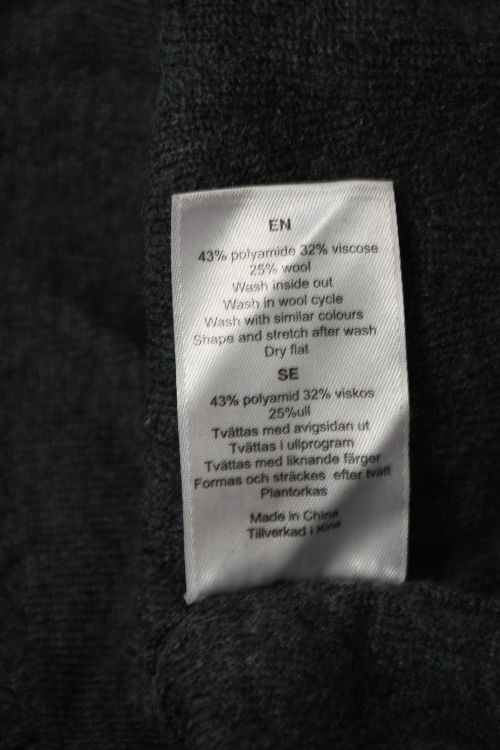 EN
43% polyamide 32% viscose
25% wool
Wash inside out
Wash in wool cycle
Wash with similar colours
Shape and stretch after wash
Dry flat
SE
43% polyamid 32% viskos
25%ull
Tvättas med avigsidan ut
Tvättas i ullprogram
Tvättas med liknande färger
Formas och sträckes efter tvätt
Plantorkas
Made in China
Tillverkad i Kina